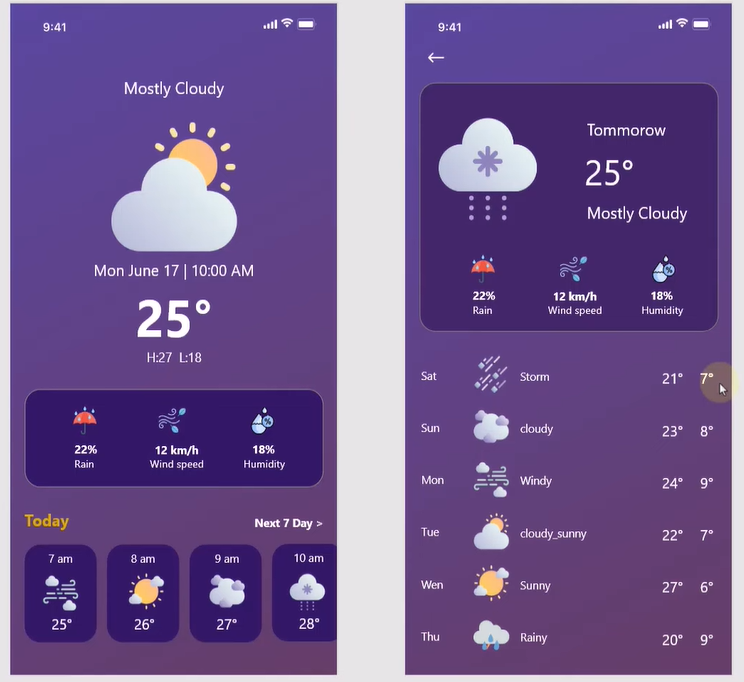 9:41
Mostly Cloudy
Mon June 17 | 10:00 AM
25°
H:27 L:18
22% 12 km/h 18%
Rain Wind speed Humidity
Today Next 7 Day >
7 am 8 am 9 am 10 am
25° 26° 27° 28°
9:41
Tommorow
25°
Mostly Cloudy
22% 12 km/h 18%
Rain Wind speed Humidity
Sat Storm 21° 7°
Sun cloudy 23° 8°
Mon Windy 24° 9°
Tue cloudy_sunny 22° 7°
Wen Sunny 27° 6°
Thu Rainy 20° 9°